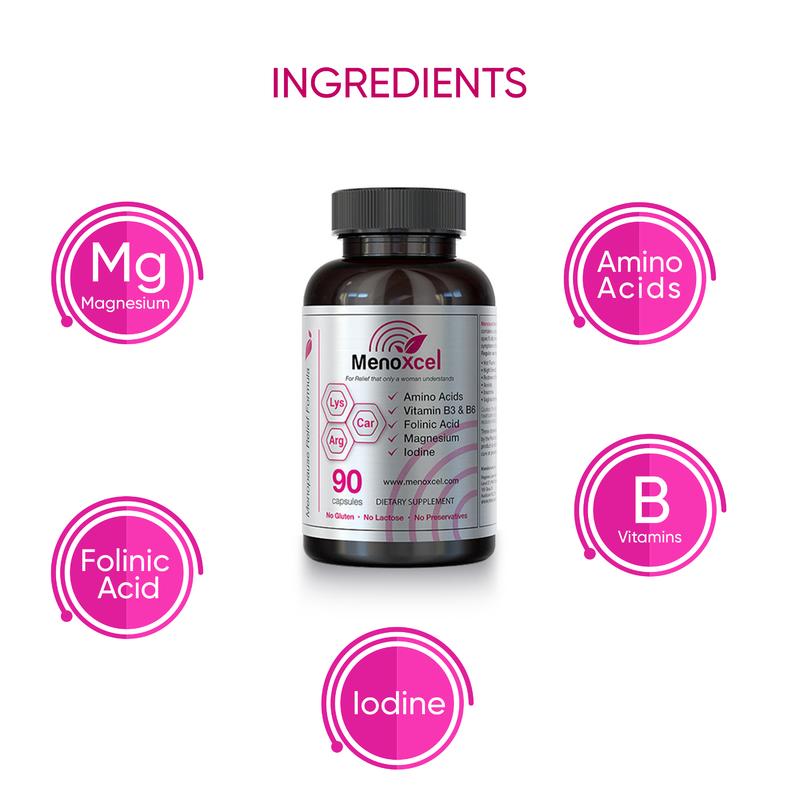 INGREDIENTS
Mg
Magnesium
Amino
Acids
MenoXcel
For Relief that only a woman understands
Menopause Relief Formula
Lys
Car
Arg
✓ Amino Acids
✓ Vitamin B3 & B6
✓ Folinic Acid
✓ Magnesium
✓ Iodine
90
capsules
www.menoxcel.com
DIETARY SUPPLEMENT
No Gluten • No Lactose • No Preservatives
B
Vitamins
Folinic
Acid
Iodine